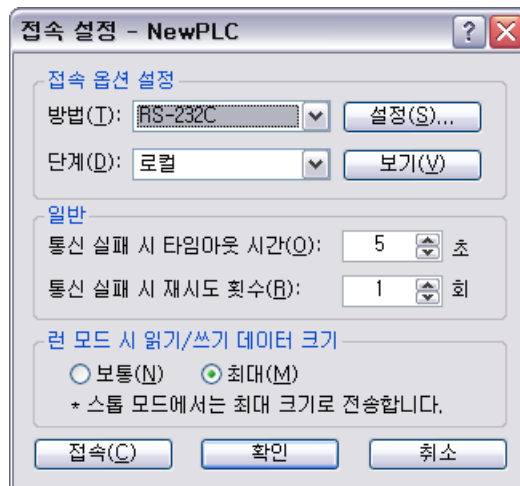 접속 설정 - NewPLC
접속 옵션 설정
방법(T): RS-232C 설정(S)...
단계(D): 로컬 보기(V)
일반
통신 실패 시 타임아웃 시간(O): 5 초
통신 실패 시 재시도 횟수(R): 1 회
런 모드 시 읽기/쓰기 데이터 크기
보통(N) 최대(M)
* 스톱 모드에서는 최대 크기로 전송합니다.
접속(C) 확인 취소